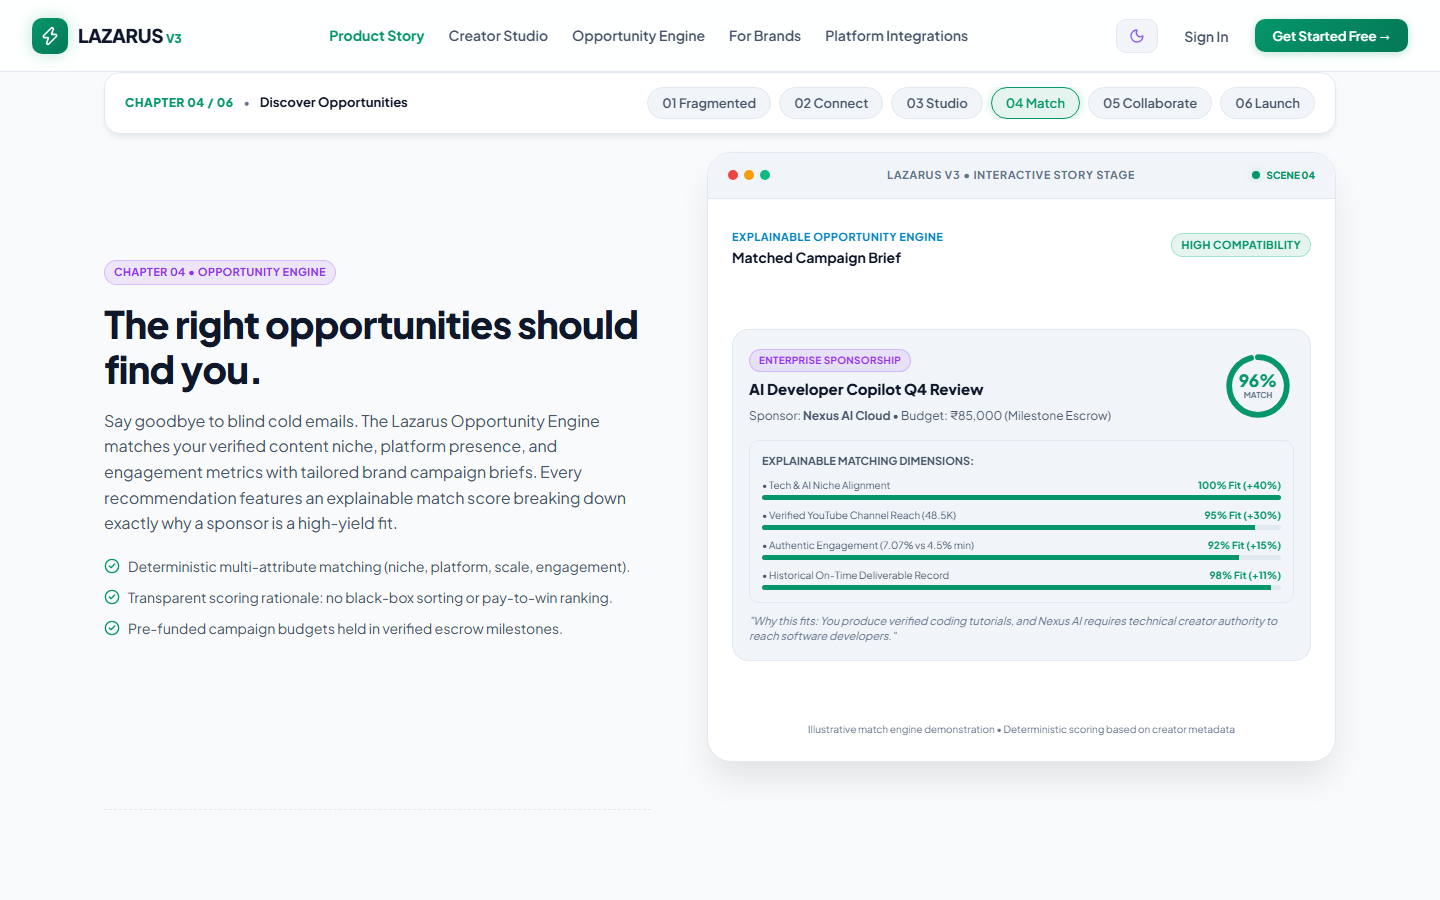 LAZARUS V3
Product Story
Creator Studio
Opportunity Engine
For Brands
Platform Integrations
Sign In
Get Started Free →
CHAPTER 04 / 06 • Discover Opportunities
01 Fragmented
02 Connect
03 Studio
04 Match
05 Collaborate
06 Launch
CHAPTER 04 • OPPORTUNITY ENGINE
The right opportunities should
find you.
Say goodbye to blind cold emails. The Lazarus Opportunity Engine
matches your verified content niche, platform presence, and
engagement metrics with tailored brand campaign briefs. Every
recommendation features an explainable match score breaking down
exactly why a sponsor is a high-yield fit.
Deterministic multi-attribute matching (niche, platform, scale, engagement).
Transparent scoring rationale: no black-box sorting or pay-to-win ranking.
Pre-funded campaign budgets held in verified escrow milestones.
LAZARUS V3 • INTERACTIVE STORY STAGE
SCENE 04
EXPLAINABLE OPPORTUNITY ENGINE
Matched Campaign Brief
HIGH COMPATIBILITY
ENTERPRISE SPONSORSHIP
AI Developer Copilot Q4 Review
Sponsor: Nexus AI Cloud • Budget: ₹85,000 (Milestone Escrow)
96%
MATCH
EXPLAINABLE MATCHING DIMENSIONS:
• Tech & AI Niche Alignment 100% Fit (+40%)
• Verified YouTube Channel Reach (48.5K) 95% Fit (+30%)
• Authentic Engagement (7.07% vs 4.5% min) 92% Fit (+15%)
• Historical On-Time Deliverable Record 98% Fit (+11%)
"Why this fits: You produce verified coding tutorials, and Nexus AI requires technical creator authority to
reach software developers."
Illustrative match engine demonstration • Deterministic scoring based on creator metadata